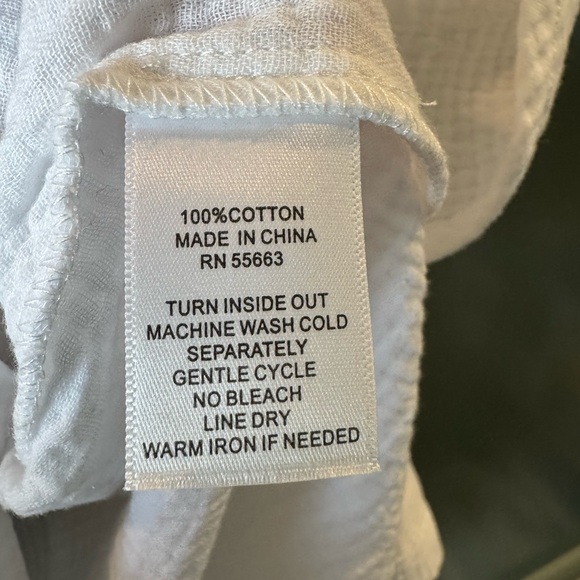 100%COTTON
MADE IN CHINA
RN 55663
TURN INSIDE OUT
MACHINE WASH COLD
SEPARATELY
GENTLE CYCLE
NO BLEACH
LINE DRY
WARM IRON IF NEEDED